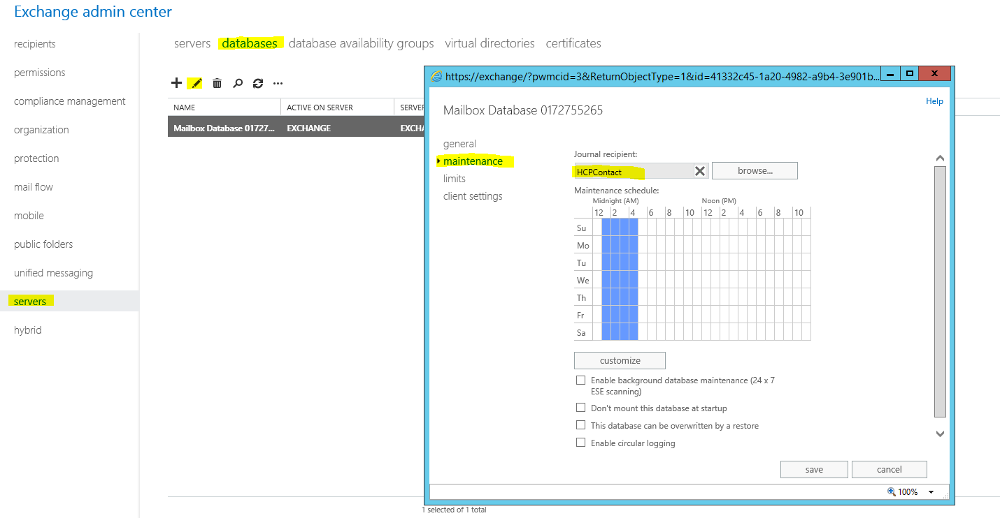 Exchange admin center
recipients
permissions
compliance management
organization
protection
mail flow
mobile
public folders
unified messaging
servers
hybrid
servers databases database availability groups virtual directories certificates
NAME ACTIVE ON SERVER SERVER
Mailbox Database 01727... EXCHANGE EXCHA
1 selected of 1 total
https://exchange/?pwmcid=3&ReturnObjectType=1&id=41332c45-1a20-4982-a9b4-3e901b...
Help
Mailbox Database 0172755265
general
maintenance
limits
client settings
Journal recipient:
HCPContact browse...
Maintenance schedule:
Midnight (AM) Noon (PM)
12 2 4 6 8 10 12 2 4 6 8 10
Su
Mo
Tu
We
Th
Fr
Sa
customize
Enable background database maintenance (24 x 7
ESE scanning)
Don't mount this database at startup
This database can be overwritten by a restore
Enable circular logging
save cancel
100%